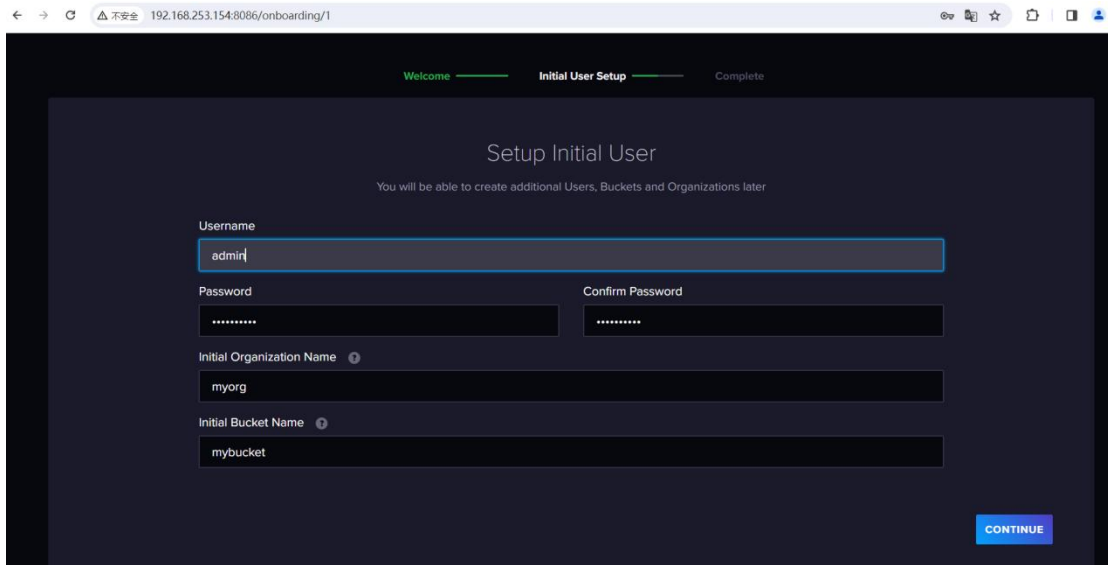 不安全 192.168.253.154:8086/onboarding/1
Welcome Initial User Setup Complete
Setup Initial User
You will be able to create additional Users, Buckets and Organizations later
Username
admin
Password Confirm Password
•••••••••• ••••••••••
Initial Organization Name
myorg
Initial Bucket Name
mybucket
CONTINUE